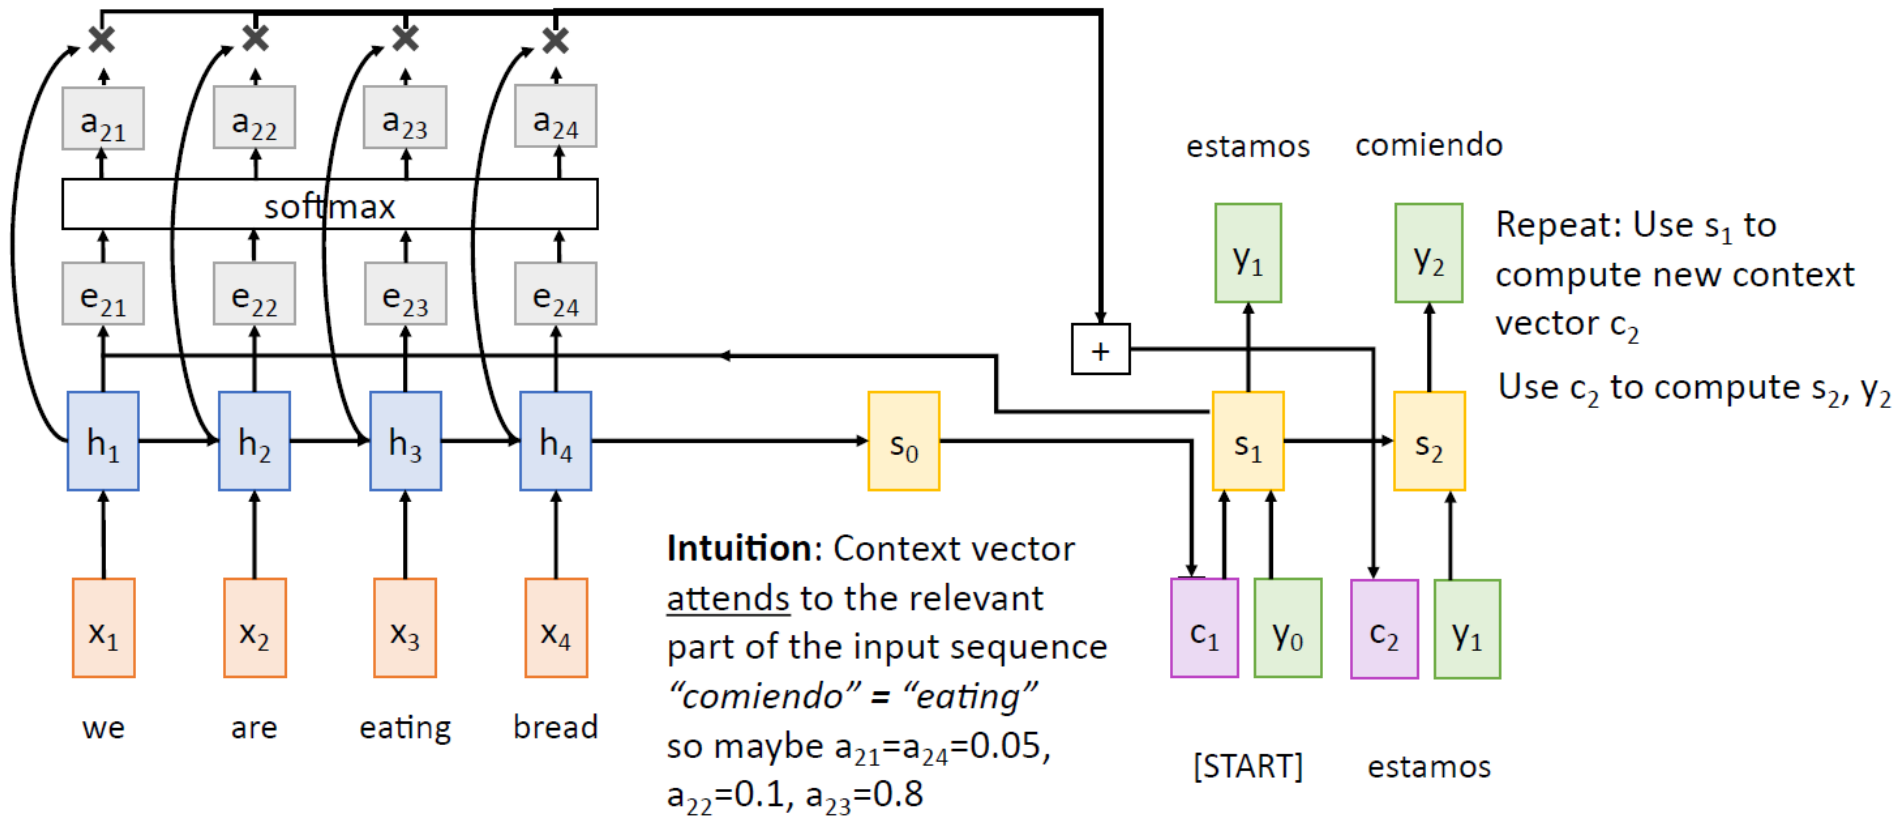 a21 a22 a23 a24
softmax
e21 e22 e23 e24
h1 h2 h3 h4 s0 s1 s2
x1 x2 x3 x4
we are eating bread
estamos comiendo
y1 y2
+
c1 y0 c2 y1
[START] estamos
Repeat: Use s1 to
compute new context
vector c2
Use c2 to compute s2, y2
Intuition: Context vector
attends to the relevant
part of the input sequence
“comiendo” = “eating”
so maybe a21=a24=0.05,
a22=0.1, a23=0.8